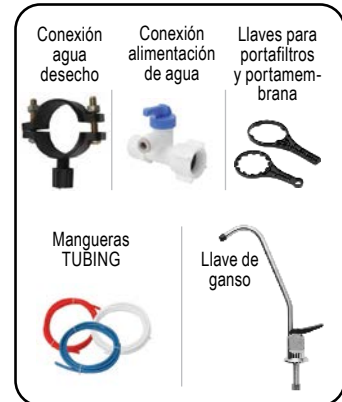 Conexión
agua
desecho
Conexión
alimentación
de agua
Llaves para
portafiltros
y portamem-
brana
Mangueras
TUBING
Llave de
ganso